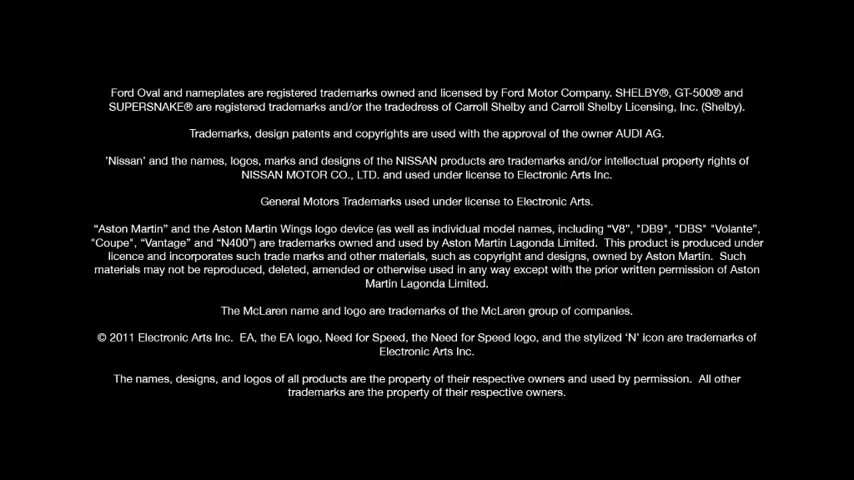 Ford Oval and nameplates are registered trademarks owned and licensed by Ford Motor Company. SHELBY®, GT-500® and
SUPERSNAKE® are registered trademarks and/or the tradedress of Carroll Shelby and Carroll Shelby Licensing, Inc. (Shelby).
Trademarks, design patents and copyrights are used with the approval of the owner AUDI AG.
'Nissan' and the names, logos, marks and designs of the NISSAN products are trademarks and/or intellectual property rights of
NISSAN MOTOR CO., LTD. and used under license to Electronic Arts Inc.
General Motors Trademarks used under license to Electronic Arts.
“Aston Martin” and the Aston Martin Wings logo device (as well as individual model names, including “V8”, "DB9", "DBS" "Volante”,
"Coupe", “Vantage” and “N400”) are trademarks owned and used by Aston Martin Lagonda Limited.  This product is produced under
licence and incorporates such trade marks and other materials, such as copyright and designs, owned by Aston Martin.  Such
materials may not be reproduced, deleted, amended or otherwise used in any way except with the prior written permission of Aston
Martin Lagonda Limited.
The McLaren name and logo are trademarks of the McLaren group of companies.
© 2011 Electronic Arts Inc.  EA, the EA logo, Need for Speed, the Need for Speed logo, and the stylized ‘N’ icon are trademarks of
Electronic Arts Inc.
The names, designs, and logos of all products are the property of their respective owners and used by permission.  All other
trademarks are the property of their respective owners.